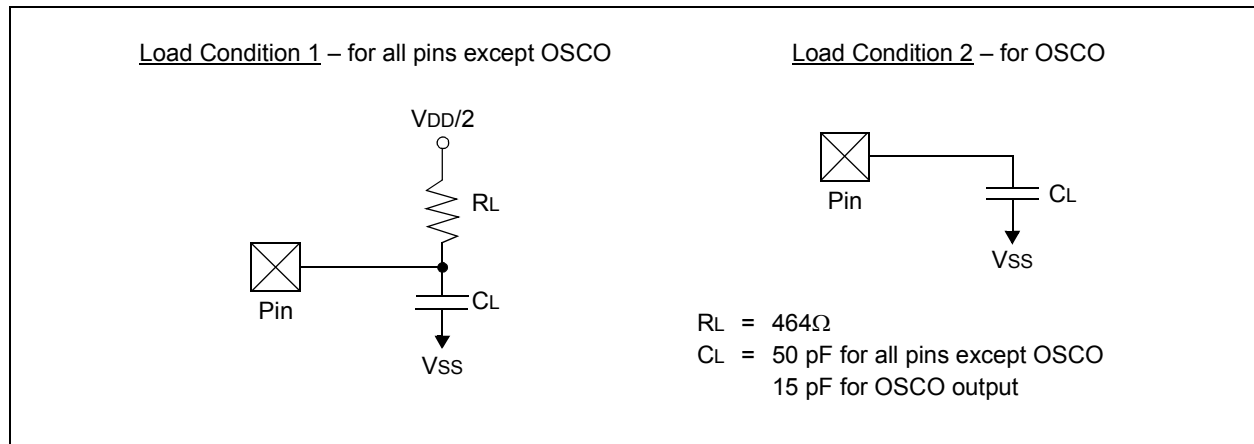 Load Condition 1 – for all pins except OSCO
VDD/2
RL
Pin
CL
VSS
Load Condition 2 – for OSCO
Pin
CL
VSS
RL = 464Ω
CL = 50 pF for all pins except OSCO
15 pF for OSCO output